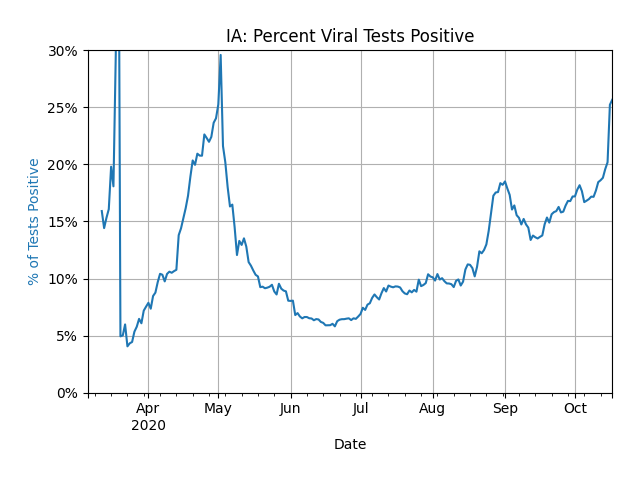 IA: Percent Viral Tests Positive
30%
25%
20%
15%
10%
5%
0%
% of Tests Positive
Apr May Jun Jul Aug Sep Oct
2020
Date